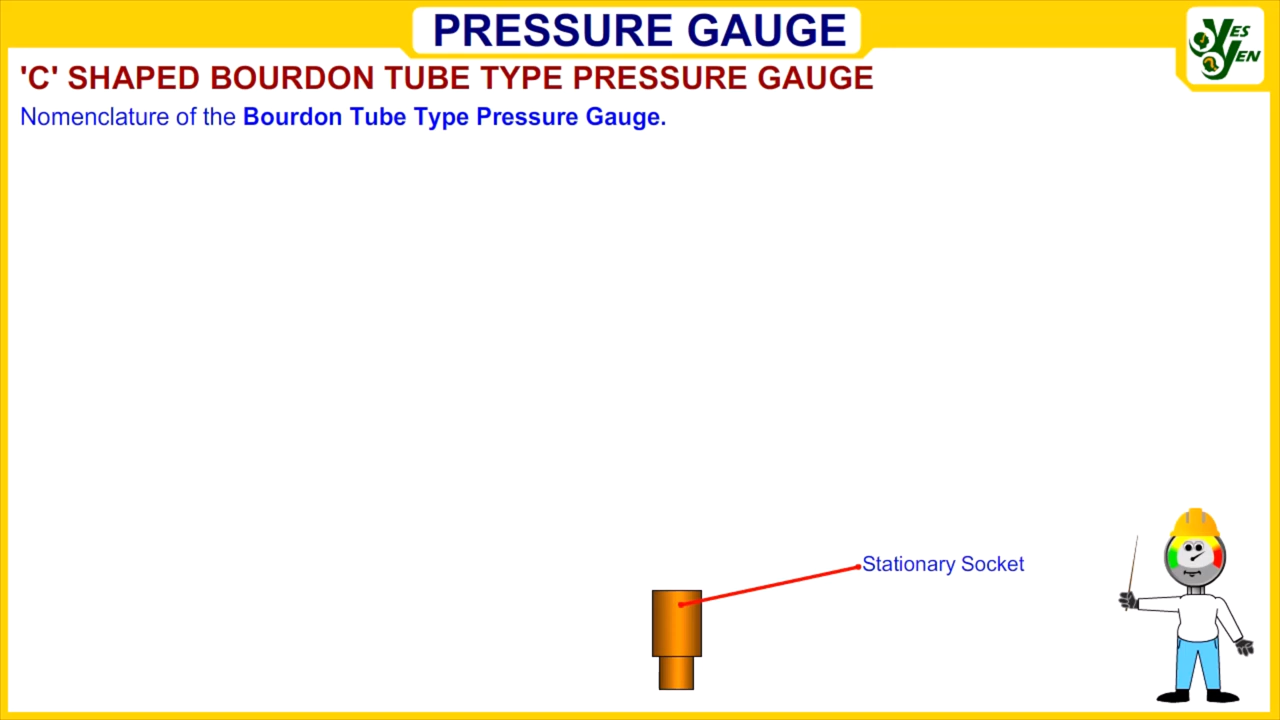 PRESSURE GAUGE
YES
YEN
'C' SHAPED BOURDON TUBE TYPE PRESSURE GAUGE
Nomenclature of the Bourdon Tube Type Pressure Gauge.
Stationary Socket